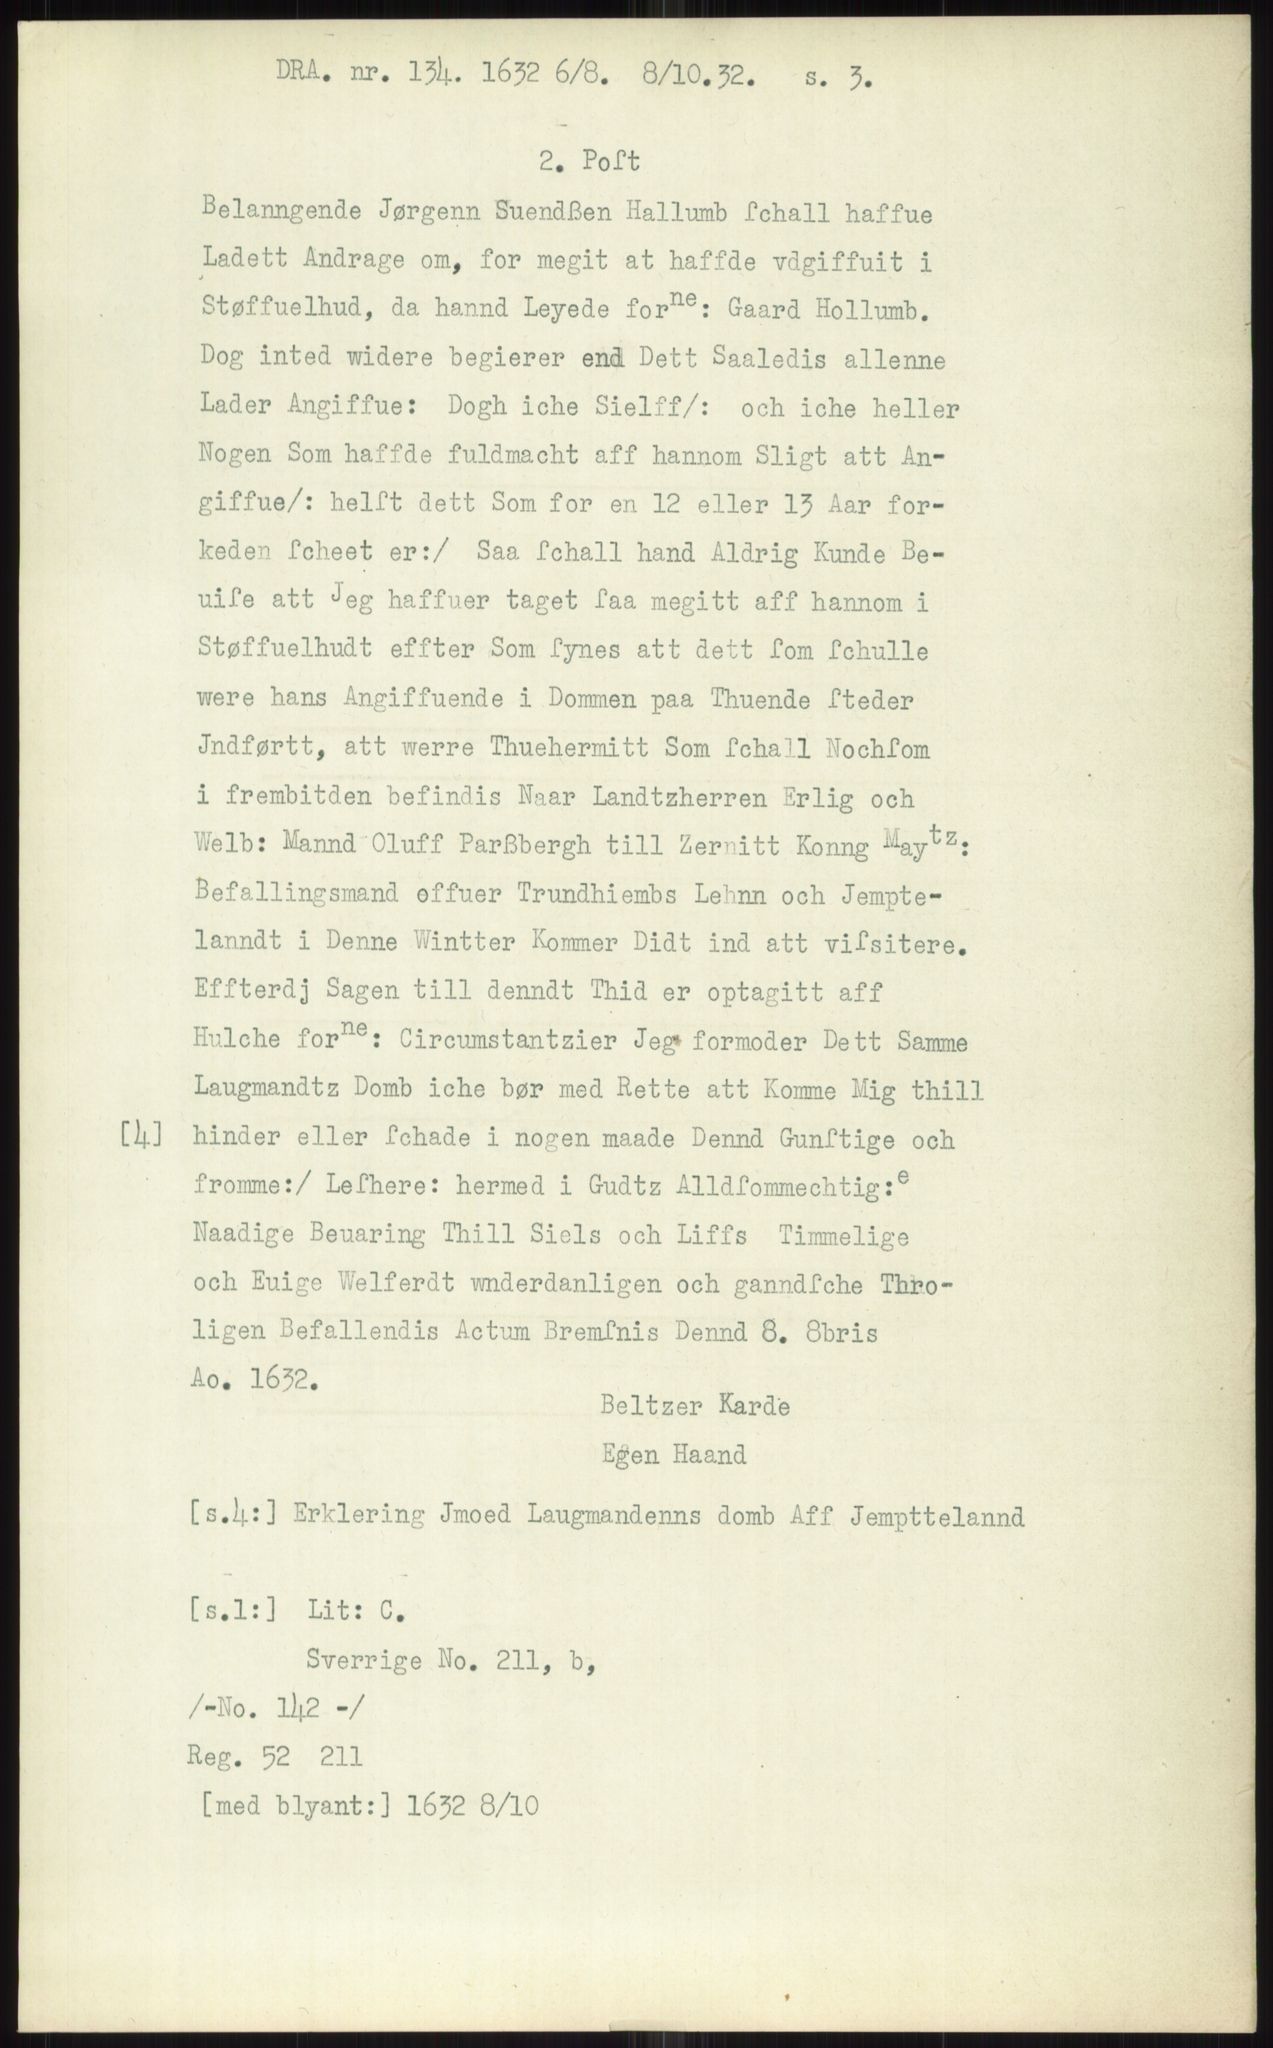 DRA. nr. 134. 1632 6/8. 8/10.32. s. 3.
2. Poſt
Belanngende Jørgenn Suendßen Hallumb ſchall haffue
Ladett Andrage om, for megit at haffde vdgiffuit i
Støffuelhud, da hannd Leyede forⁿᵉ: Gaard Hollumb.
Dog inted widere begierer end Dett Saaledis allenne
Lader Angiffue: Dogh iche Sielff/: och iche heller
Nogen Som haffde fuldmacht aff hannom Sligt att An-
giffue/: helſt dett Som for en 12 eller 13 Aar for-
keden ſcheet er:/ Saa ſchall hand Aldrig Kunde Be-
uiſe att Jeg haffuer taget ſaa megitt aff hannom i
Støffuelhudt effter Som ſynes att dett ſom ſchulle
were hans Angiffuende i Dommen paa Thuende ſteder
Jndførtt, att werre Thuehermitt Som ſchall Nochſom
i frembitden befindis Naar Landtzherren Erlig och
Welb: Mannd Oluff Parßbergh till Zernitt Konng Mayᵗᶻ:
Befallingsmand offuer Trundhiembs Lehnn och Jempte-
lanndt i Denne Wintter Kommer Didt ind att viſsitere.
Effterdj Sagen till denndt Thid er optagitt aff
Hulche forⁿᵉ: Circumstantzier Jeg formoder Dett Samme
Laugmandtz Domb iche bør med Rette att Komme Mig thill
[4] hinder eller ſchade i nogen maade Dennd Gunſtige och
fromme:/ Leſhere: hermed i Gudtz Alldſommechtig:ᵉ
Naadige Beuaring Thill Siels och Liffs Timmelige
och Euige Welferdt wnderdanligen och ganndſche Thro-
ligen Befallendis Actum Bremſnis Dennd 8. 8bris
Ao. 1632.
Beltzer Karde
Egen Haand
[s.4:] Erklering Jmoed Laugmandenns domb Aff Jempttelannd
[s.1:] Lit: C.
Sverrige No. 211, b,
/-No. 142 -/
Reg. 52 211
[med blyant:] 1632 8/10